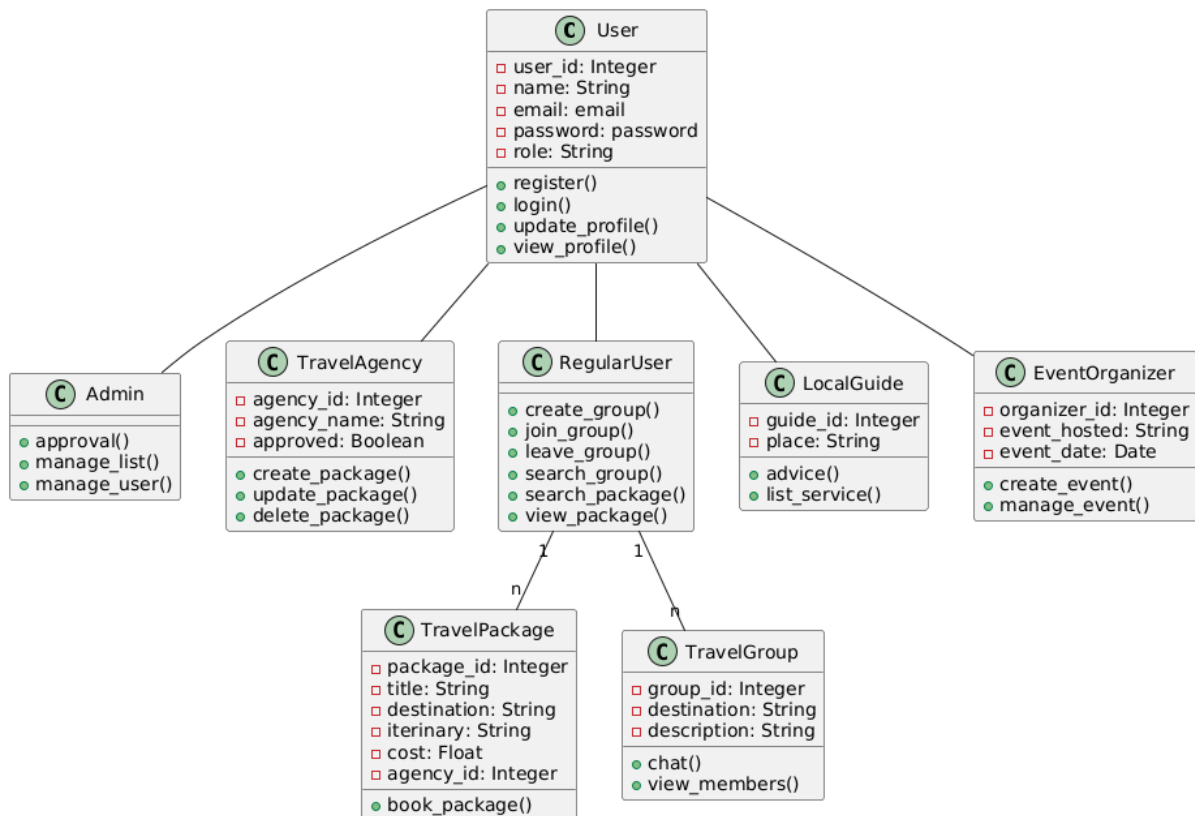 C User
user_id: Integer
name: String
email: email
password: password
role: String
register()
login()
update_profile()
view_profile()
C Admin
approval()
manage_list()
manage_user()
C TravelAgency
agency_id: Integer
agency_name: String
approved: Boolean
create_package()
update_package()
delete_package()
C RegularUser
create_group()
join_group()
leave_group()
search_group()
search_package()
view_package()
C LocalGuide
guide_id: Integer
place: String
advice()
list_service()
C EventOrganizer
organizer_id: Integer
event_hosted: String
event_date: Date
create_event()
manage_event()
1
1
n
n
C TravelPackage
package_id: Integer
title: String
destination: String
iterinary: String
cost: Float
agency_id: Integer
book_package()
C TravelGroup
group_id: Integer
destination: String
description: String
chat()
view_members()